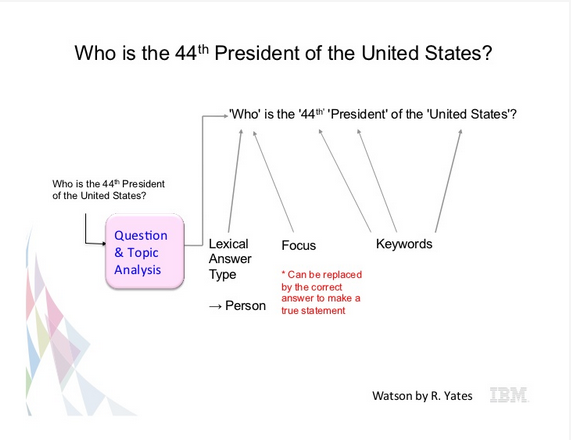 Who is the 44th President of the United States?
'Who' is the '44th' 'President' of the 'United States'?
Who is the 44th President
of the United States?
Question
& Topic
Analysis
Lexical
Answer
Type
→ Person
Focus
* Can be replaced
by the correct
answer to make a
true statement
Keywords
Watson by R. Yates
IBM